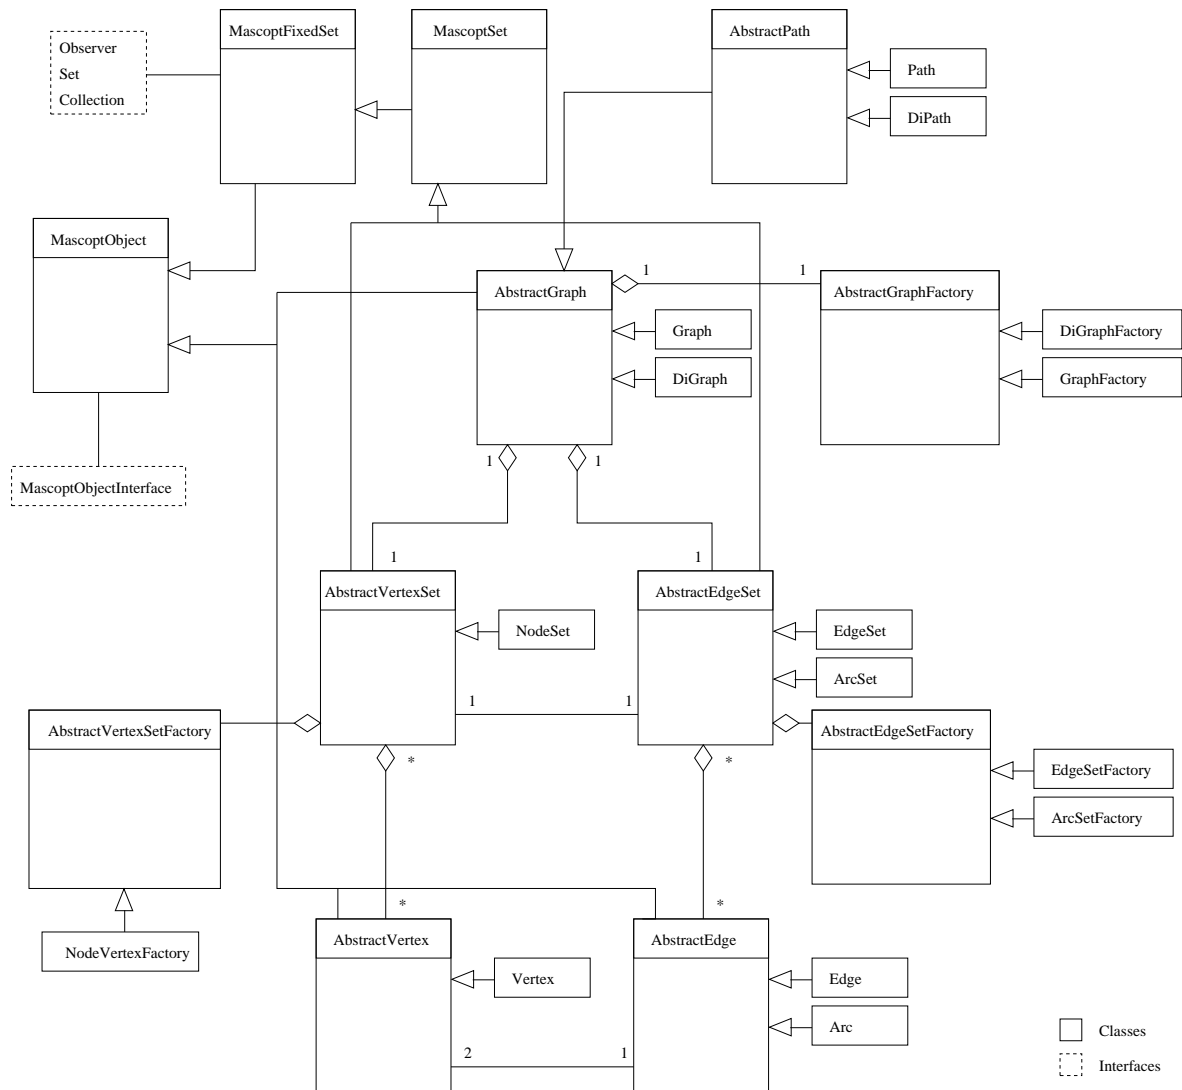 MascoptFixedSet
MascoptSet
AbstractPath
Observer
Set
Collection
Path
DiPath
MascoptObject
1
1
AbstractGraph
AbstractGraphFactory
Graph
DiGraphFactory
DiGraph
GraphFactory
1
1
MascoptObjectInterface
1
1
AbstractVertexSet
AbstractEdgeSet
NodeSet
EdgeSet
ArcSet
1
1
AbstractVertexSetFactory
AbstractEdgeSetFactory
*
*
EdgeSetFactory
ArcSetFactory
*
*
AbstractVertex
AbstractEdge
NodeVertexFactory
Vertex
Edge
Arc
Classes
2
1
Interfaces